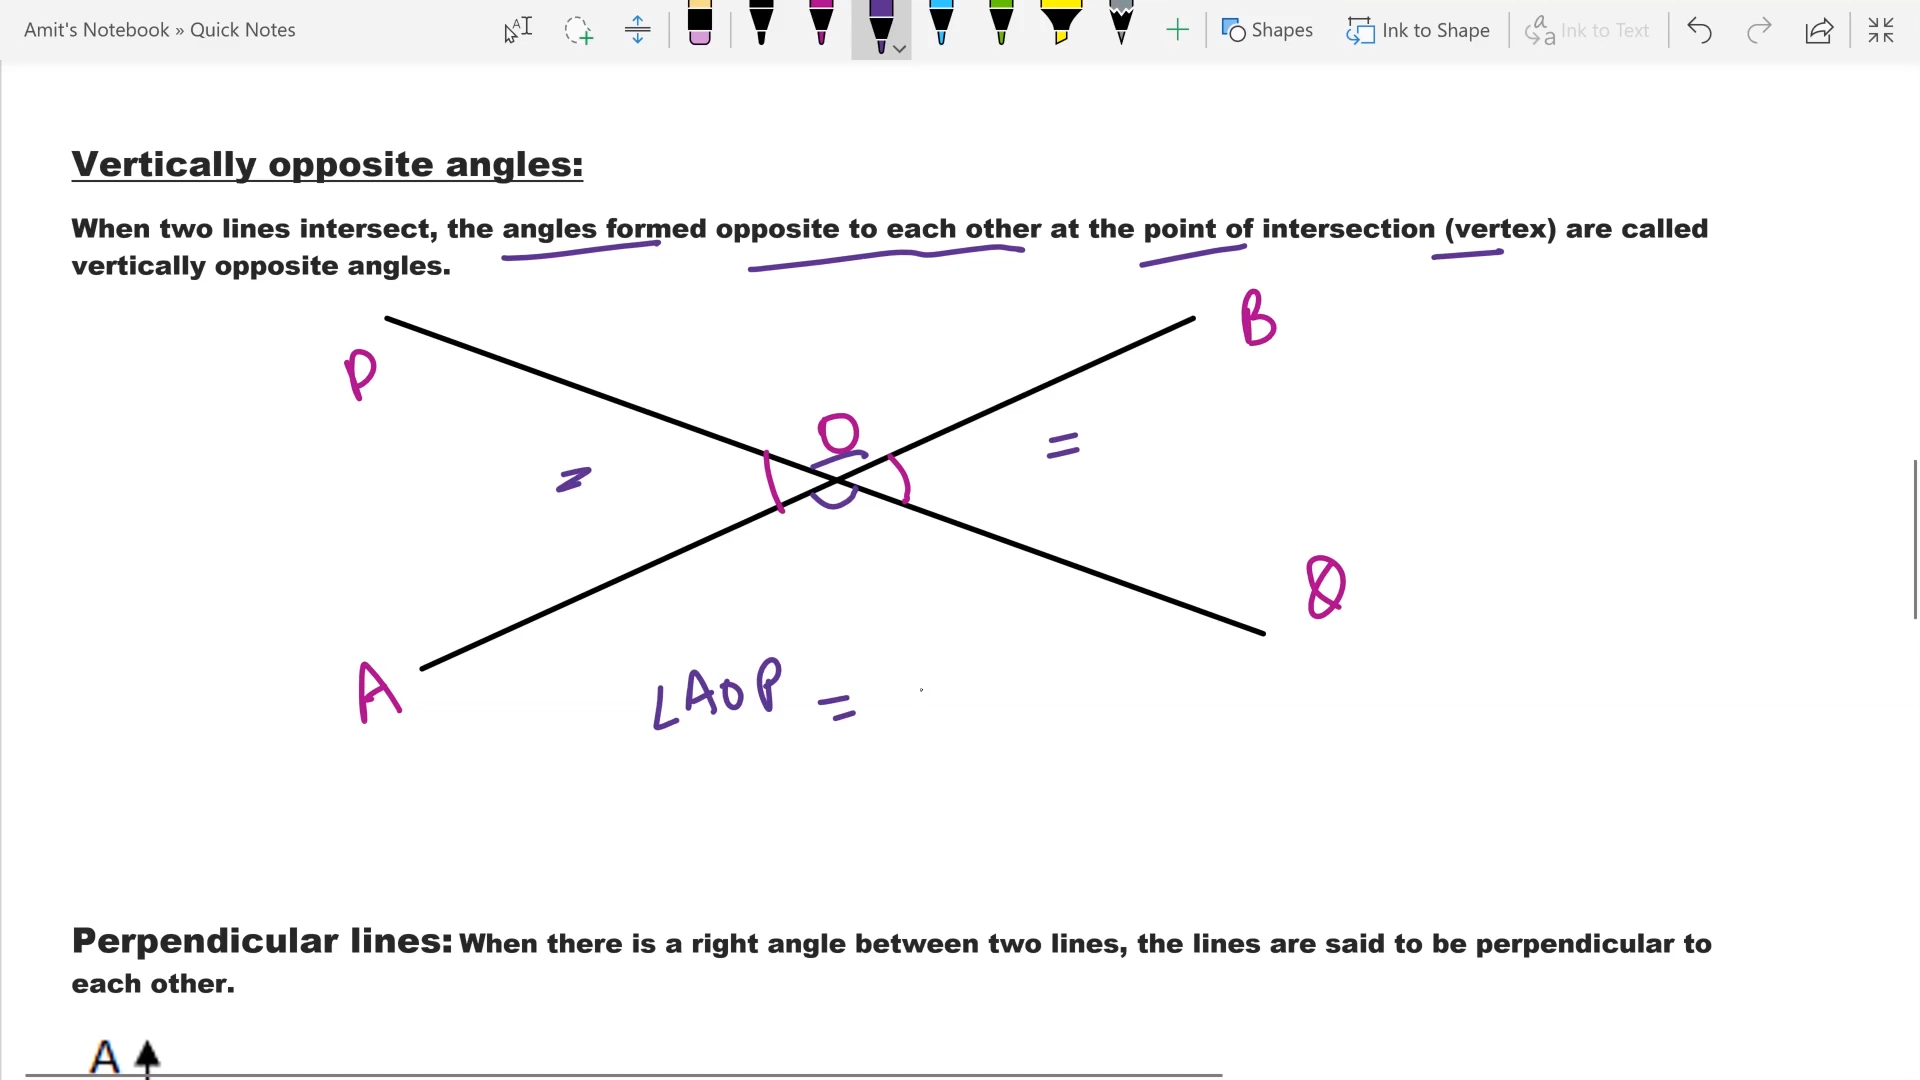 Amit's Notebook » Quick Notes
Shapes
Ink to Shape
Ink to Text
Vertically opposite angles:
When two lines intersect, the angles formed opposite to each other at the point of intersection (vertex) are called
vertically opposite angles.
P
B
O
=
=
Q
A
∠AOP =
Perpendicular lines: When there is a right angle between two lines, the lines are said to be perpendicular to
each other.
A